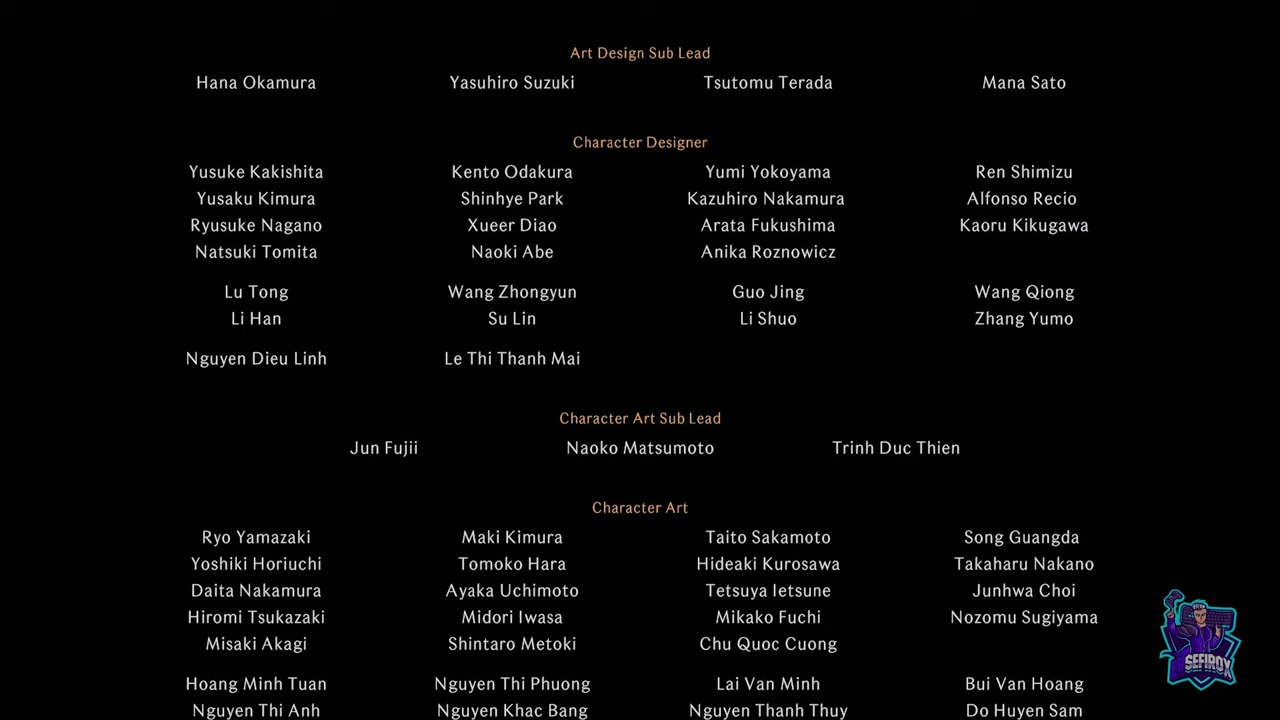 Art Design Sub Lead
Hana Okamura Yasuhiro Suzuki Tsutomu Terada Mana Sato
Character Designer
Yusuke Kakishita Kento Odakura Yumi Yokoyama Ren Shimizu
Yusaku Kimura Shinhye Park Kazuhiro Nakamura Alfonso Recio
Ryusuke Nagano Xueer Diao Arata Fukushima Kaoru Kikugawa
Natsuki Tomita Naoki Abe Anika Roznowicz
Lu Tong Wang Zhongyun Guo Jing Wang Qiong
Li Han Su Lin Li Shuo Zhang Yumo
Nguyen Dieu Linh Le Thi Thanh Mai
Character Art Sub Lead
Jun Fujii Naoko Matsumoto Trinh Duc Thien
Character Art
Ryo Yamazaki Maki Kimura Taito Sakamoto Song Guangda
Yoshiki Horiuchi Tomoko Hara Hideaki Kurosawa Takaharu Nakano
Daita Nakamura Ayaka Uchimoto Tetsuya Ietsune Junhwa Choi
Hiromi Tsukazaki Midori Iwasa Mikako Fuchi Nozomu Sugiyama
Misaki Akagi Shintaro Metoki Chu Quoc Cuong
Hoang Minh Tuan Nguyen Thi Phuong Lai Van Minh Bui Van Hoang
Nguyen Thi Anh Nguyen Khac Bang Nguyen Thanh Thuy Do Huyen Sam
SEFIROX